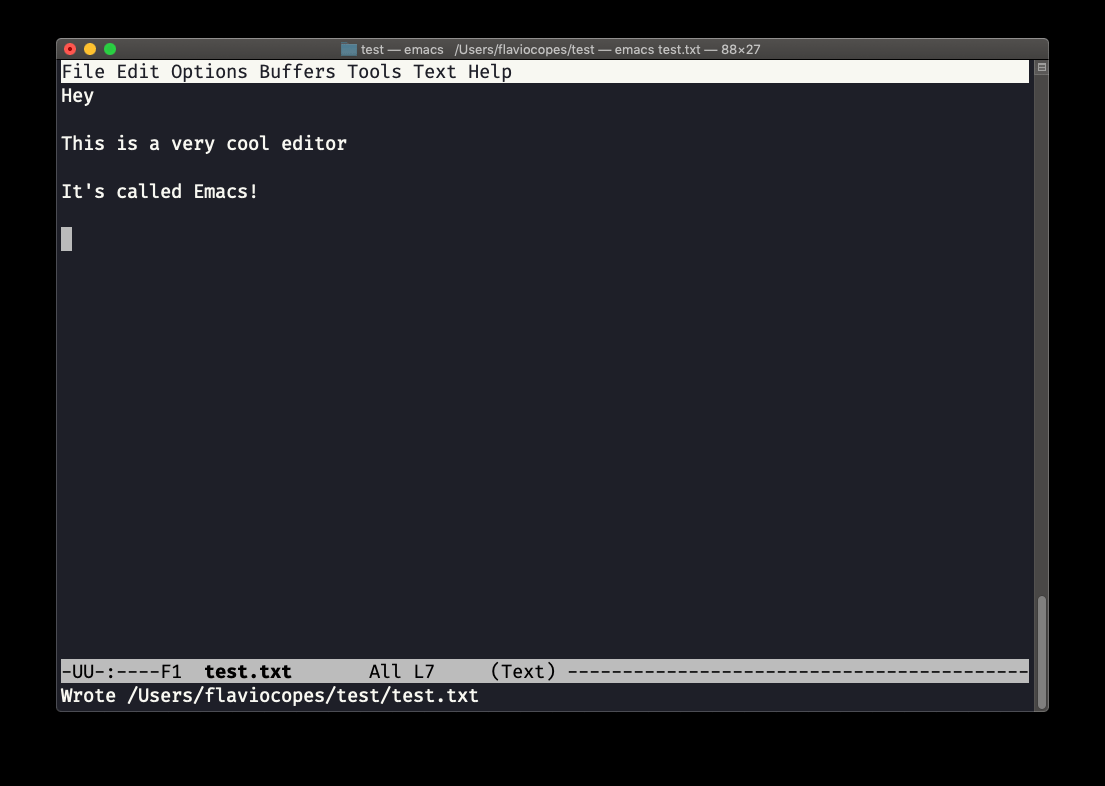 test — emacs /Users/flaviocopes/test — emacs test.txt — 88×27
File Edit Options Buffers Tools Text Help
Hey
This is a very cool editor
It's called Emacs!
-UU-:----F1  test.txt       All L7     (Text) ------------------------------------------
Wrote /Users/flaviocopes/test/test.txt